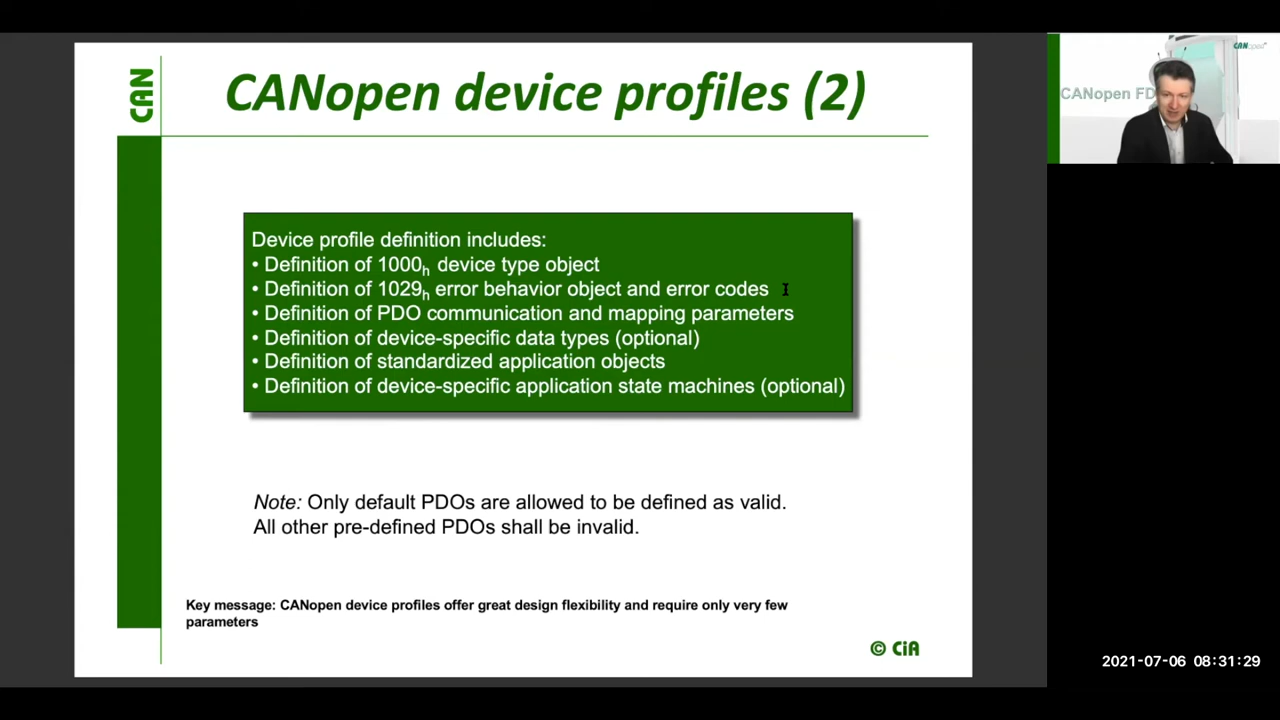 CAN
CANopen device profiles (2)
Device profile definition includes:
• Definition of 1000h device type object
• Definition of 1029h error behavior object and error codes
• Definition of PDO communication and mapping parameters
• Definition of device-specific data types (optional)
• Definition of standardized application objects
• Definition of device-specific application state machines (optional)
Note: Only default PDOs are allowed to be defined as valid.
All other pre-defined PDOs shall be invalid.
Key message: CANopen device profiles offer great design flexibility and require only very few
parameters
© CiA
CANopen
CANopen FD
2021-07-06 08:31:29